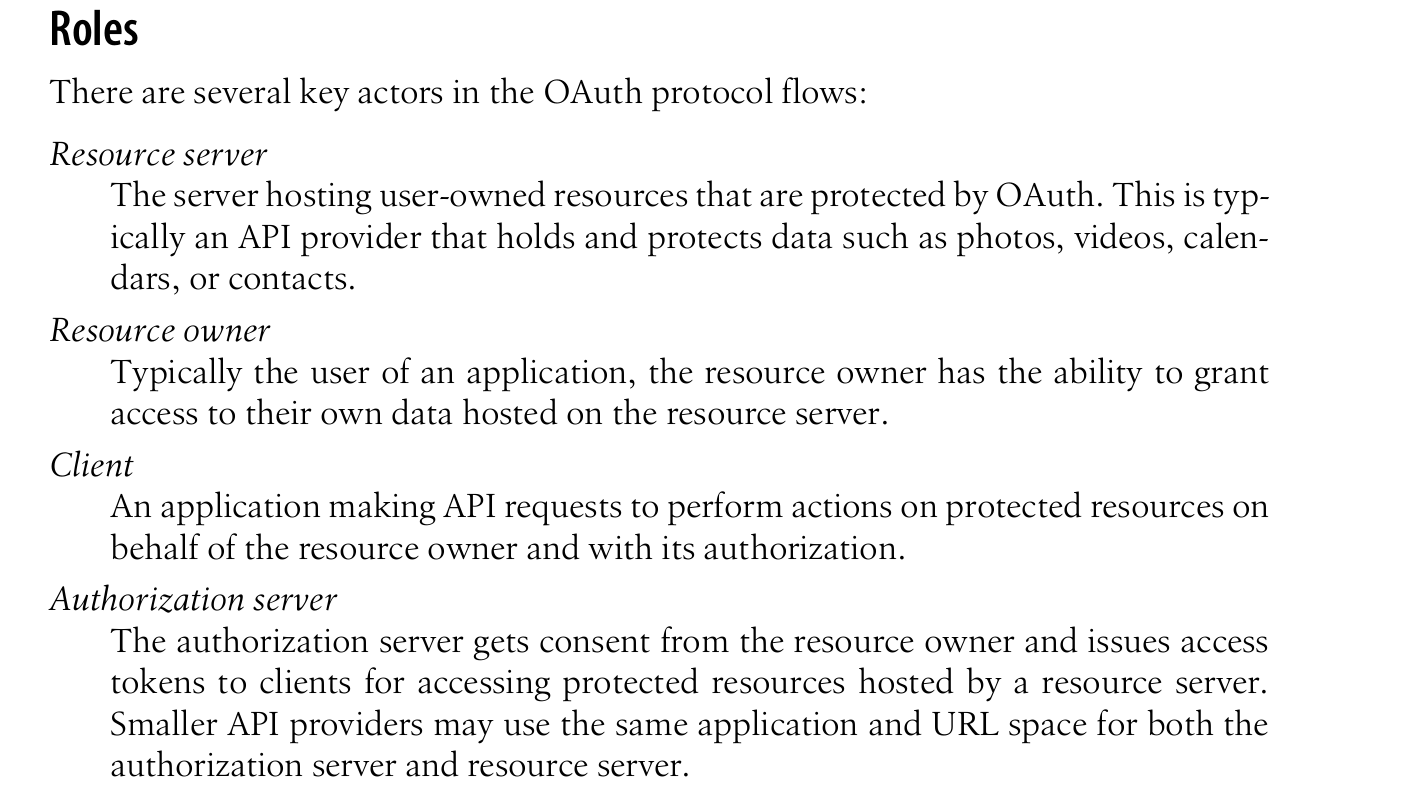 Roles
There are several key actors in the OAuth protocol flows:
Resource server
The server hosting user-owned resources that are protected by OAuth. This is typ-
ically an API provider that holds and protects data such as photos, videos, calen-
dars, or contacts.
Resource owner
Typically the user of an application, the resource owner has the ability to grant
access to their own data hosted on the resource server.
Client
An application making API requests to perform actions on protected resources on
behalf of the resource owner and with its authorization.
Authorization server
The authorization server gets consent from the resource owner and issues access
tokens to clients for accessing protected resources hosted by a resource server.
Smaller API providers may use the same application and URL space for both the
authorization server and resource server.